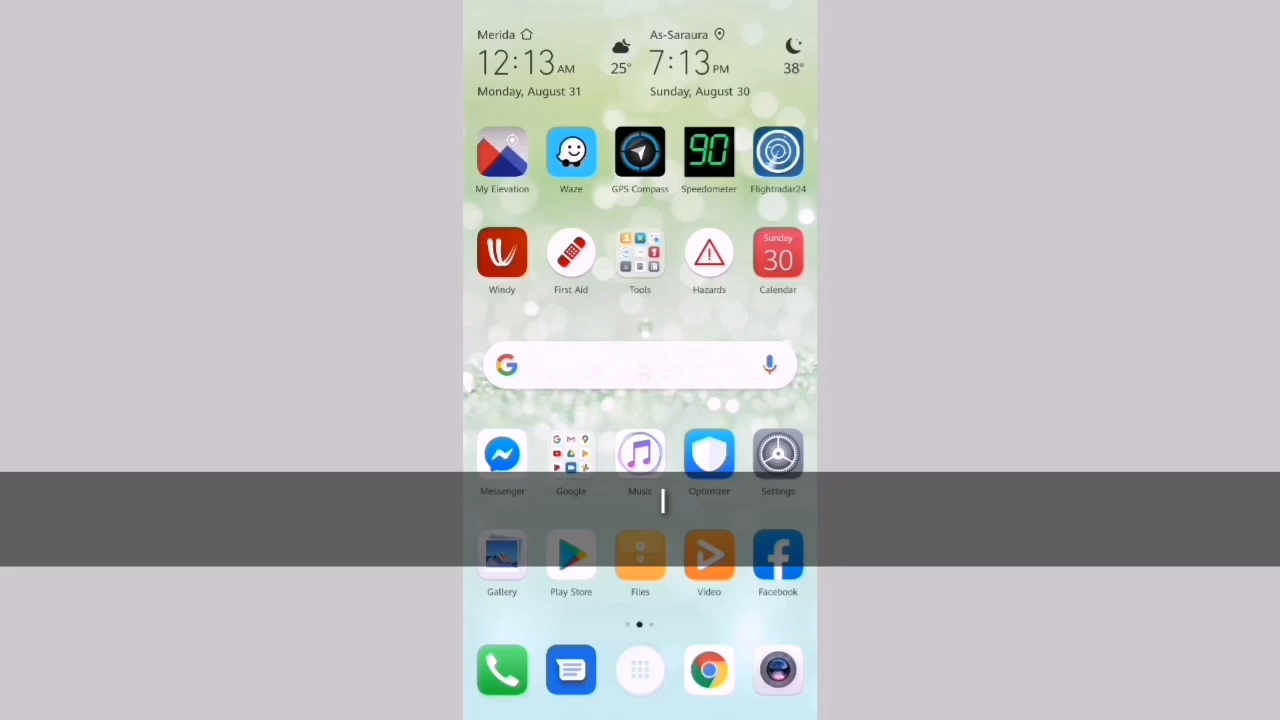 Merida As-Saraura
12:13 AM 25° 7:13 PM 38°
Monday, August 31 Sunday, August 30
90
My Elevation Waze GPS Compass Speedometer Flightradar24
Sunday
30
Windy First Aid Tools Hazards Calendar
Messenger Google Music Optimizer Settings
Gallery Play Store Files Video Facebook